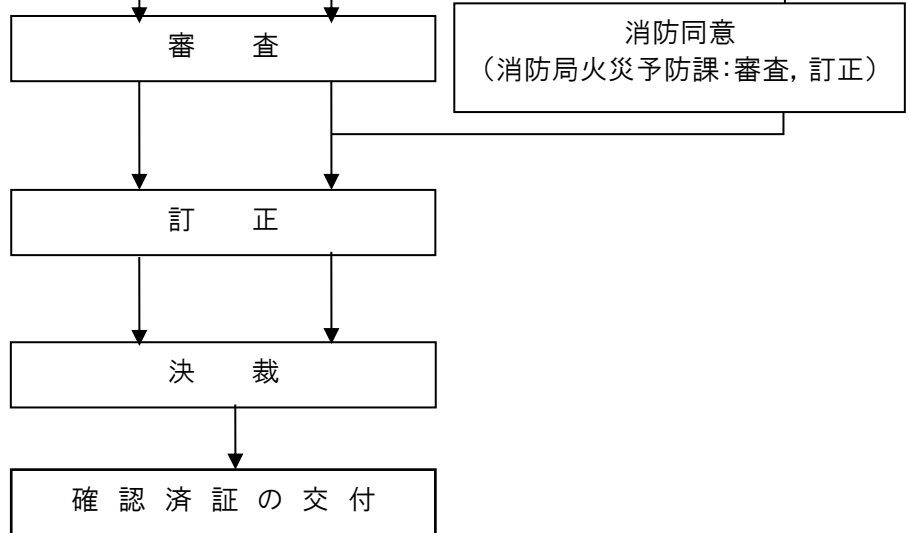 審　　査
消防同意
（消防局火災予防課：審査，訂正）
訂　　正
決　　裁
確 認 済 証 の 交 付